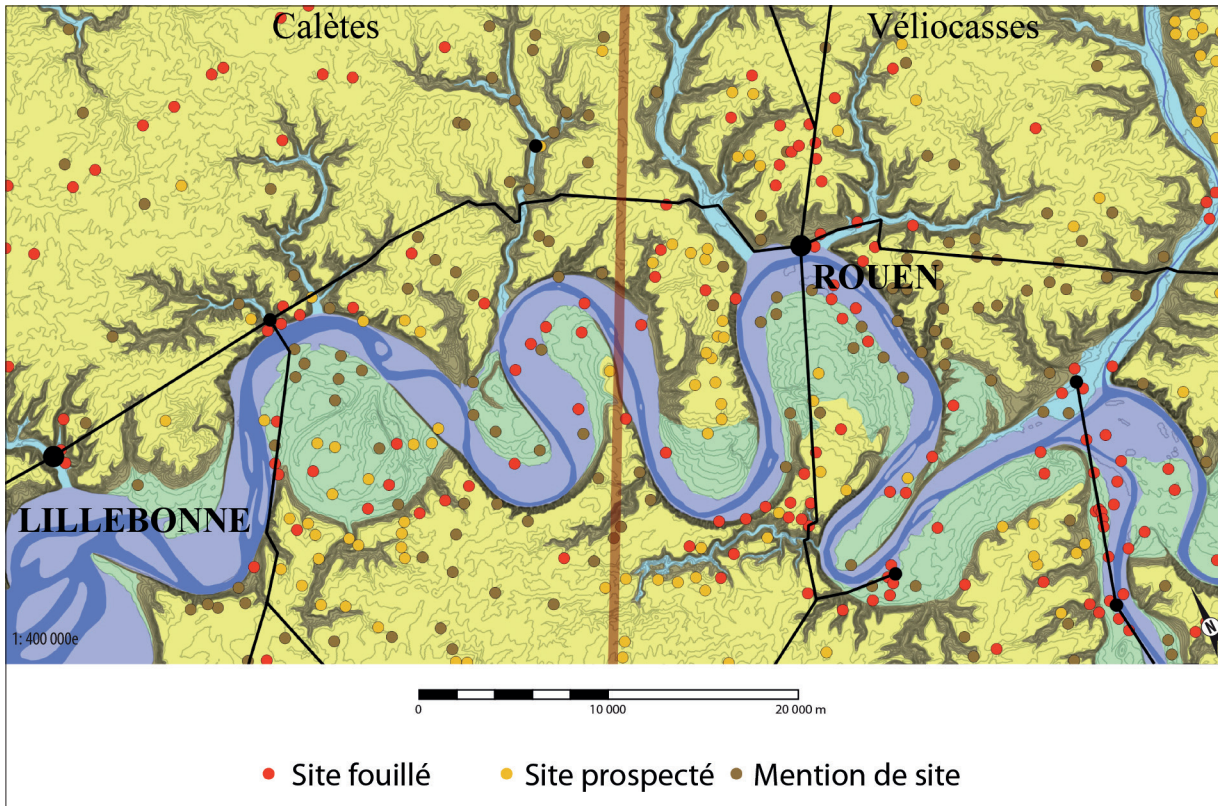 Calètes
Véliocasses
ROUEN
LILLEBONNE
1: 400 000e
N
0
10 000
20 000 m
Site fouillé
Site prospecté
Mention de site